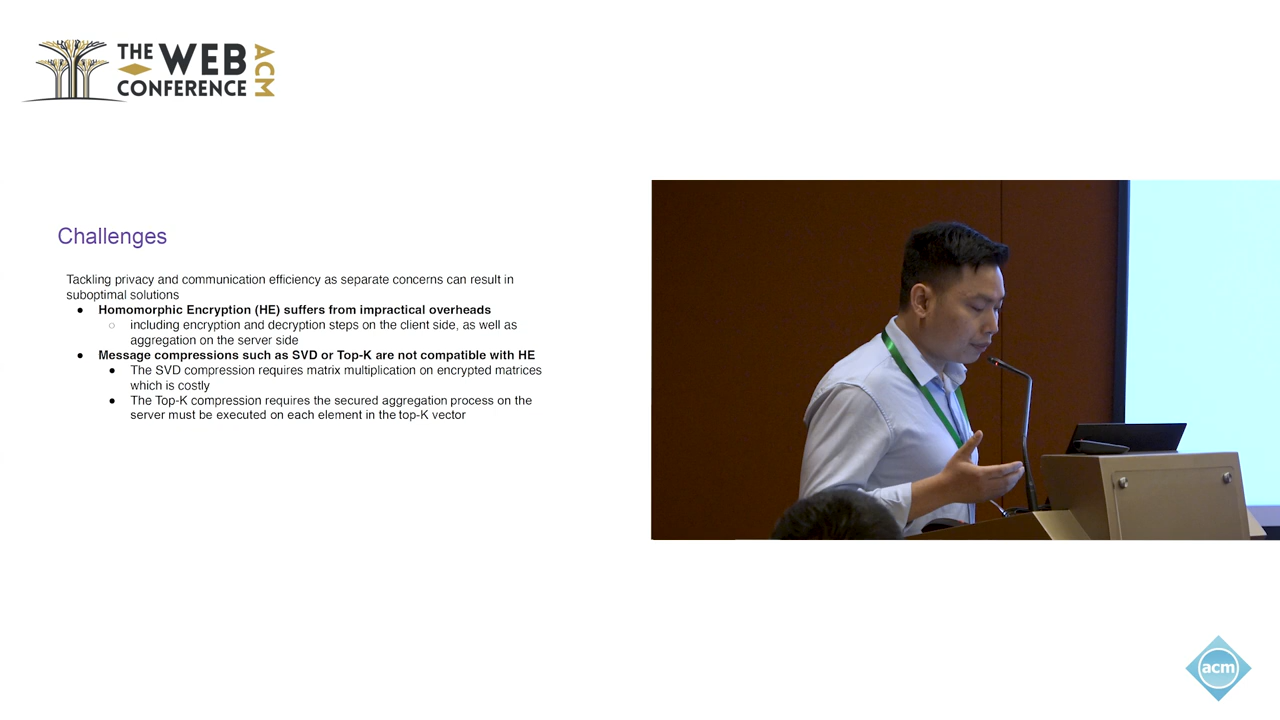 THE WEB
CONFERENCE
ACM
Challenges
Tackling privacy and communication efficiency as separate concerns can result in
suboptimal solutions
● Homomorphic Encryption (HE) suffers from impractical overheads
○ including encryption and decryption steps on the client side, as well as
aggregation on the server side
● Message compressions such as SVD or Top-K are not compatible with HE
● The SVD compression requires matrix multiplication on encrypted matrices
which is costly
● The Top-K compression requires the secured aggregation process on the
server must be executed on each element in the top-K vector
acm